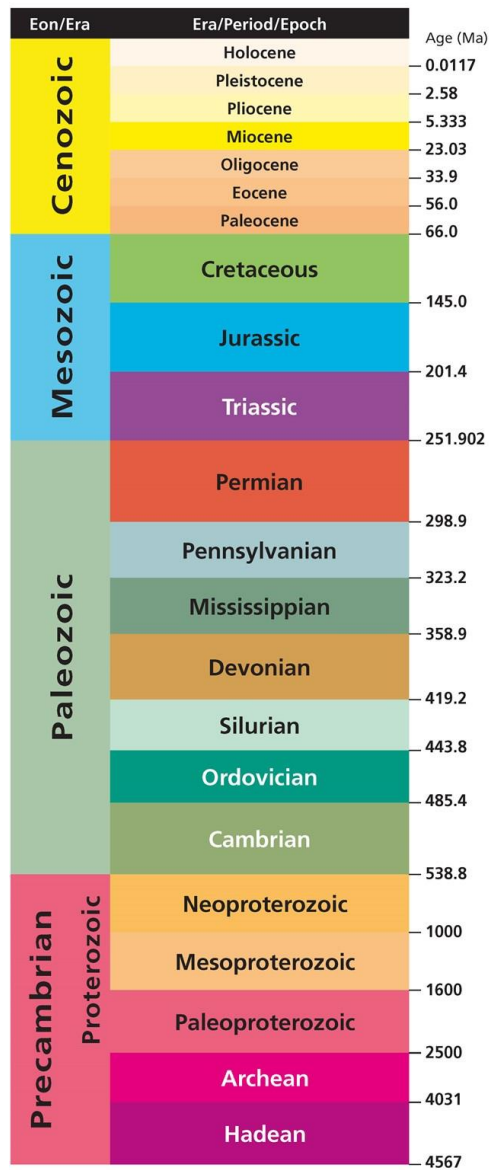 Eon/Era Era/Period/Epoch
Age (Ma)
Cenozoic
Holocene
0.0117
Pleistocene
2.58
Pliocene
5.333
Miocene
23.03
Oligocene
33.9
Eocene
56.0
Paleocene
66.0
Mesozoic
Cretaceous
145.0
Jurassic
201.4
Triassic
251.902
Paleozoic
Permian
298.9
Pennsylvanian
323.2
Mississippian
358.9
Devonian
419.2
Silurian
443.8
Ordovician
485.4
Cambrian
538.8
Precambrian
Proterozoic
Neoproterozoic
1000
Mesoproterozoic
1600
Paleoproterozoic
2500
Archean
4031
Hadean
4567